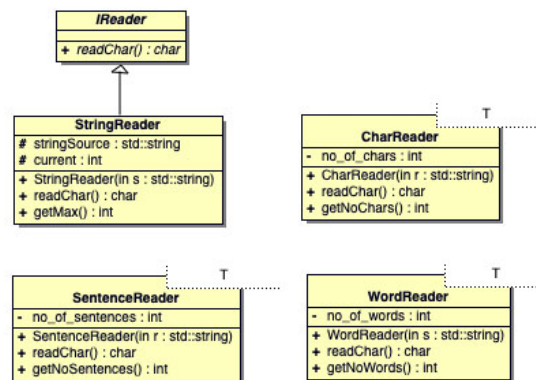 IReader
+ readChar() : char
StringReader
# stringSource : std::string
# current : int
+ StringReader(in s : std::string)
+ readChar() : char
+ getMax() : int
T
CharReader
- no_of_chars : int
+ CharReader(in r : std::string)
+ readChar() : char
+ getNoChars() : int
T
SentenceReader
- no_of_sentences : int
+ SentenceReader(in r : std::string)
+ readChar() : char
+ getNoSentences() : int
T
WordReader
- no_of_words : int
+ WordReader(in s : std::string)
+ readChar() : char
+ getNoWords() : int